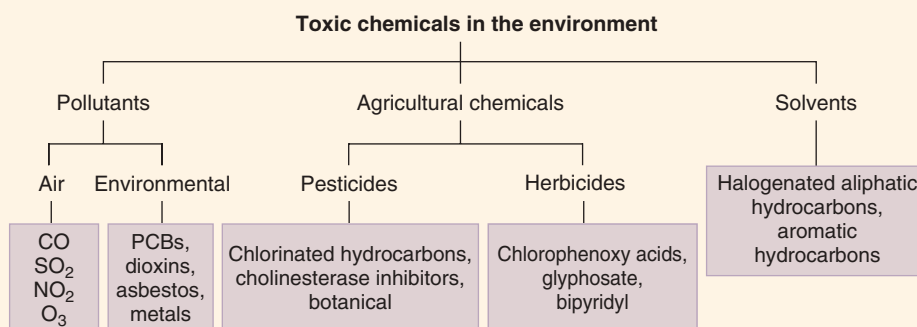 Toxic chemicals in the environment
Pollutants
Agricultural chemicals
Solvents
Air
Environmental
Pesticides
Herbicides
CO
SO₂
NO₂
O₃
PCBs,
dioxins,
asbestos,
metals
Chlorinated hydrocarbons,
cholinesterase inhibitors,
botanical
Chlorophenoxy acids,
glyphosate,
bipyridyl
Halogenated aliphatic
hydrocarbons,
aromatic
hydrocarbons